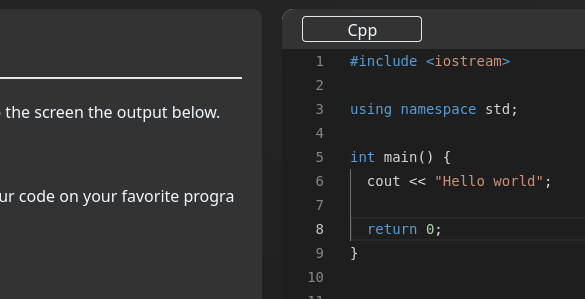 the screen the output below.
ur code on your favorite progra
Cpp
1 #include <iostream>
2
3 using namespace std;
4
5 int main() {
6 cout << "Hello world";
7
8 return 0;
9 }
10